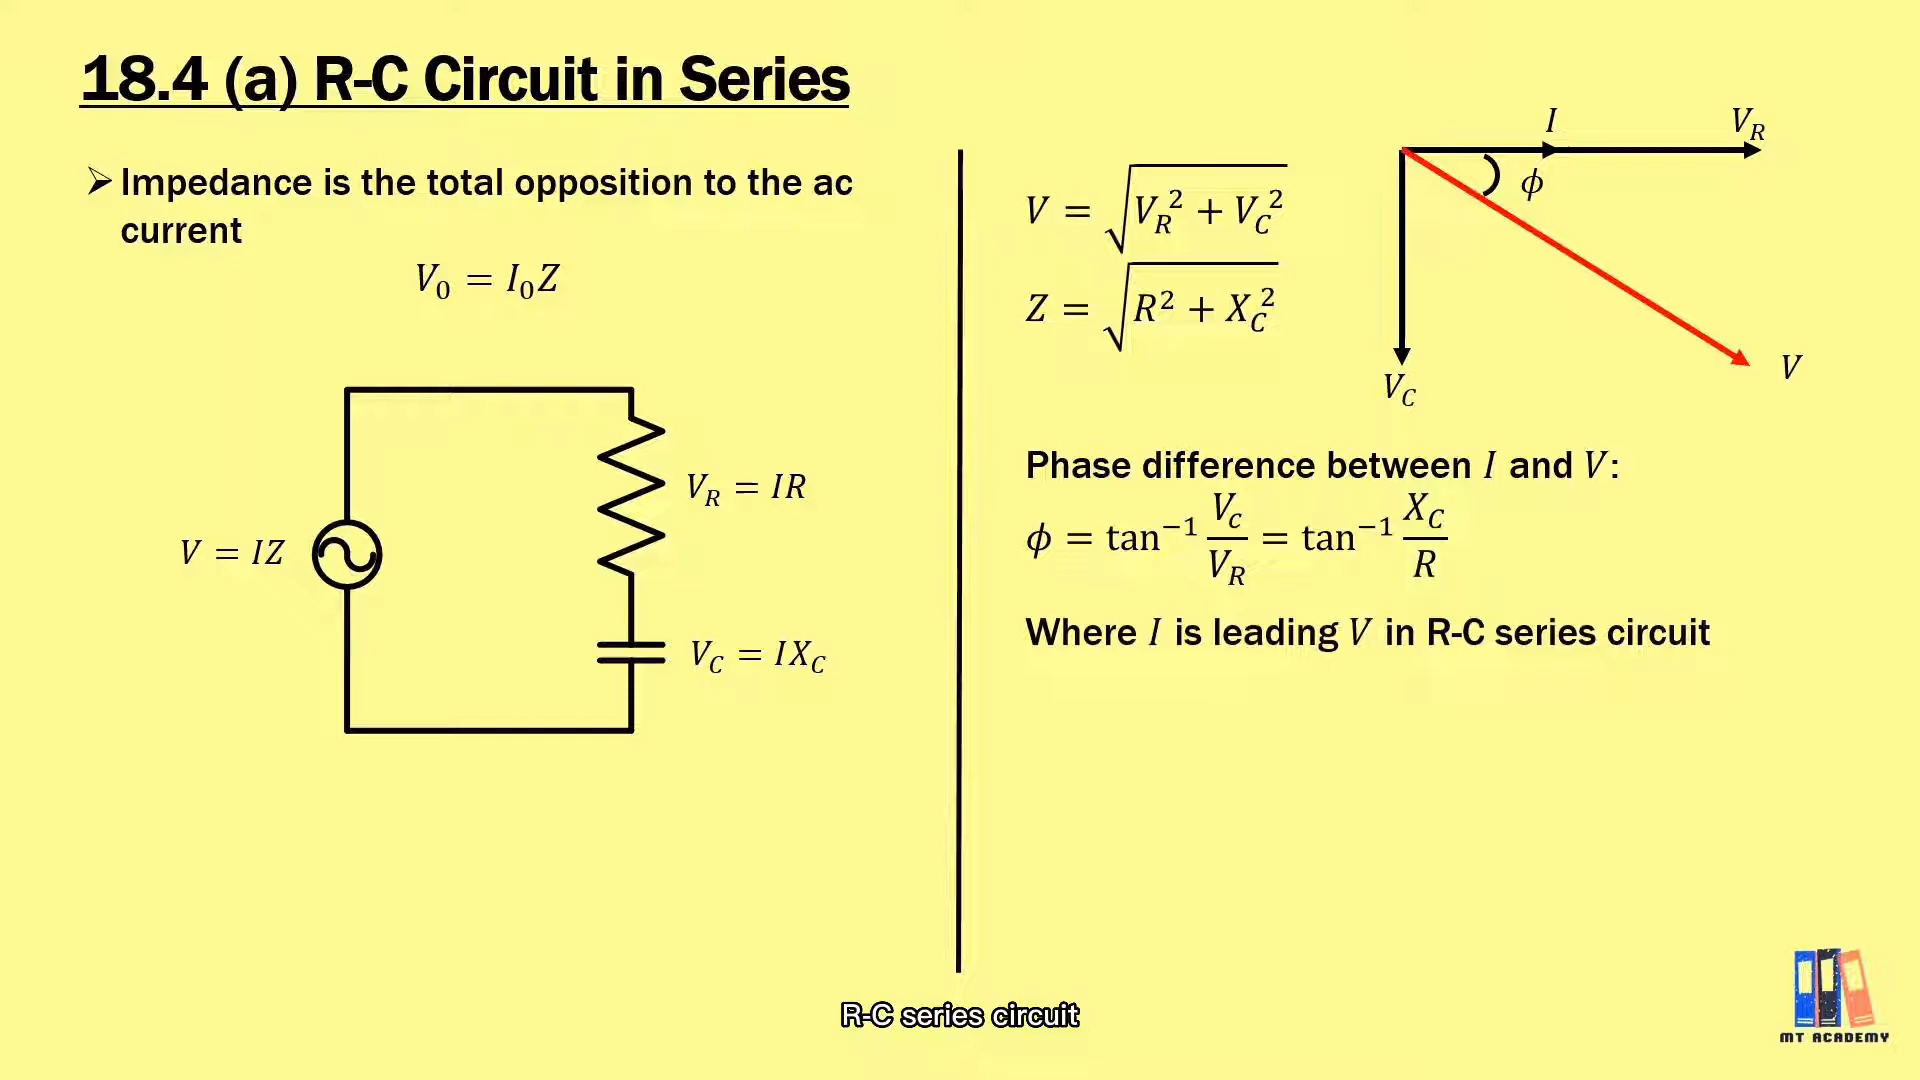 18.4 (a) R-C Circuit in Series
➢ Impedance is the total opposition to the ac
current
V₀ = I₀Z
V = IZ
V_R = IR
V_C = IX_C
V = √(V_R² + V_C²)
Z = √(R² + X_C²)
I
V_R
ϕ
V_C
V
Phase difference between I and V:
ϕ = tan⁻¹ V_c/V_R = tan⁻¹ X_C/R
Where I is leading V in R-C series circuit
R-C series circuit
MT ACADEMY